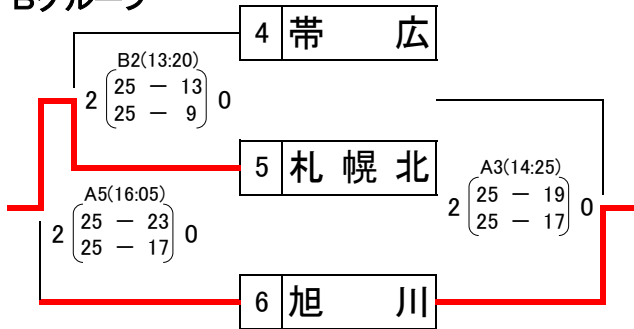 Bグループ
4 帯 広
B2(13:20)
2 25 － 13 0
25 － 9
5 札 幌 北
A3(14:25)
2 25 － 19 0
25 － 17
A5(16:05)
2 25 － 23 0
25 － 17
6 旭 川